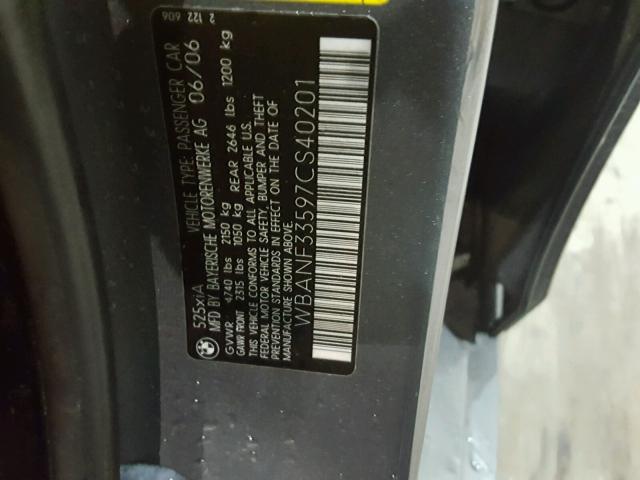 525xiA
VEHICLE TYPE: PASSENGER CAR
MFD BY BAYERISCHE MOTORENWERKE AG 06/06
GVWR 4740 lbs 2150 kg
GAWR FRONT 2315 lbs 1050 kg REAR 2646 lbs 1200 kg
THIS VEHICLE CONFORMS TO ALL APPLICABLE U.S.
FEDERAL MOTOR VEHICLE SAFETY, BUMPER AND THEFT
PREVENTION STANDARDS IN EFFECT ON THE DATE OF
MANUFACTURE SHOWN ABOVE.
WBANF33597CS40201
2 122 606